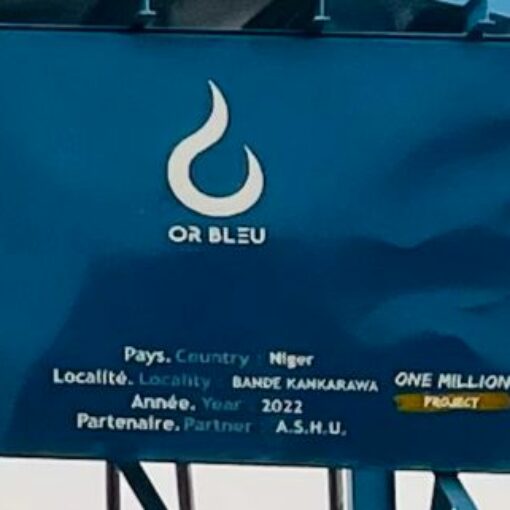 OR BLEU
Pays. Country : Niger
Localité. Locality : BANDE KANKARAWA
Année. Year : 2022
Partenaire. Partner : A.S.H.U.
ONE MILLION
PROJECT